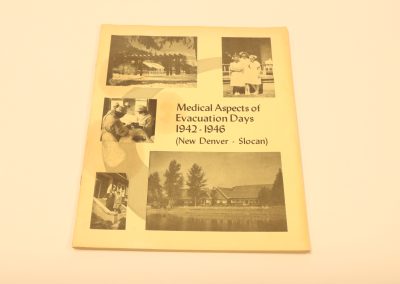 Medical Aspects of
Evacuation Days
1942 - 1946
(New Denver - Slocan)